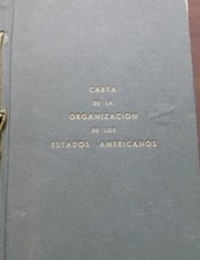 CARTA
DE LA
ORGANIZACION
DE LOS
ESTADOS AMERICANOS